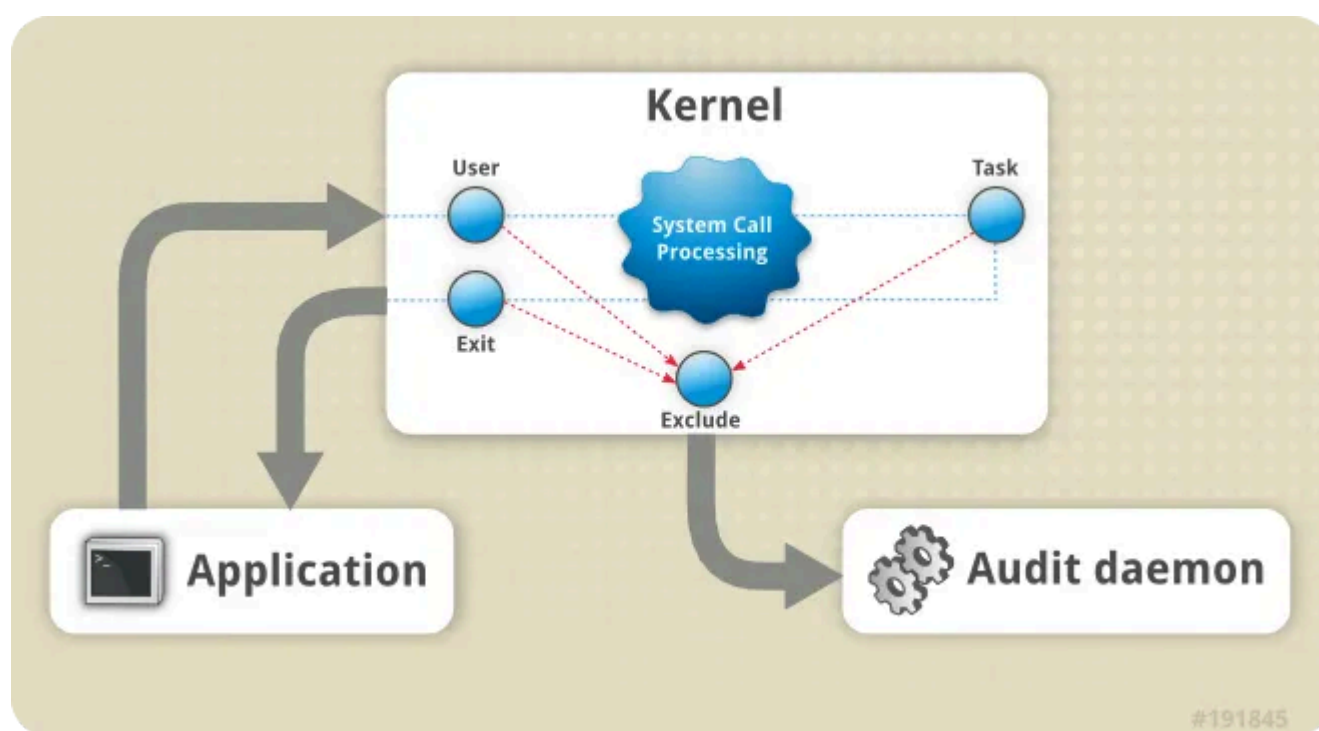 Kernel
User
Task
System Call
Processing
Exit
Exclude
>_
Application
Audit daemon
#191845